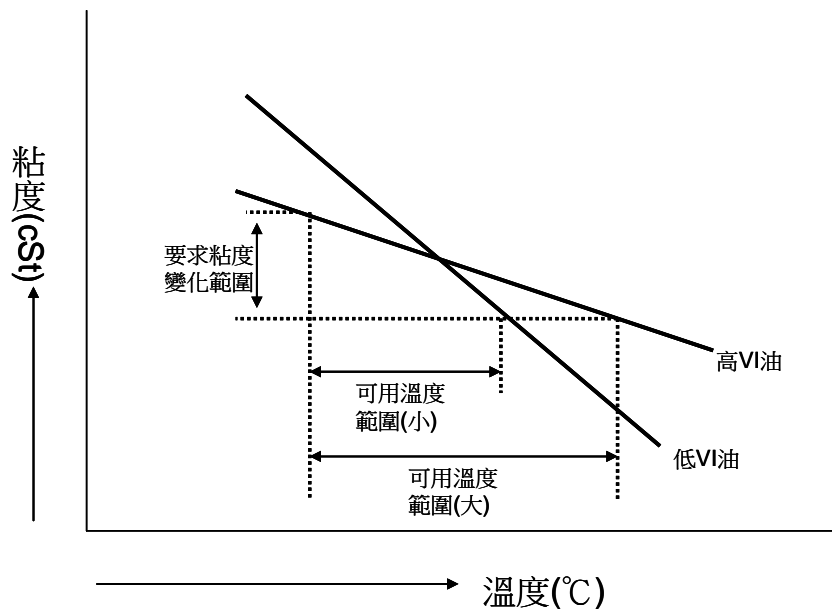 粘度(cSt)
要求粘度
變化範圍
高VI油
可用溫度
範圍(小)
低VI油
可用溫度
範圍(大)
溫度(℃)